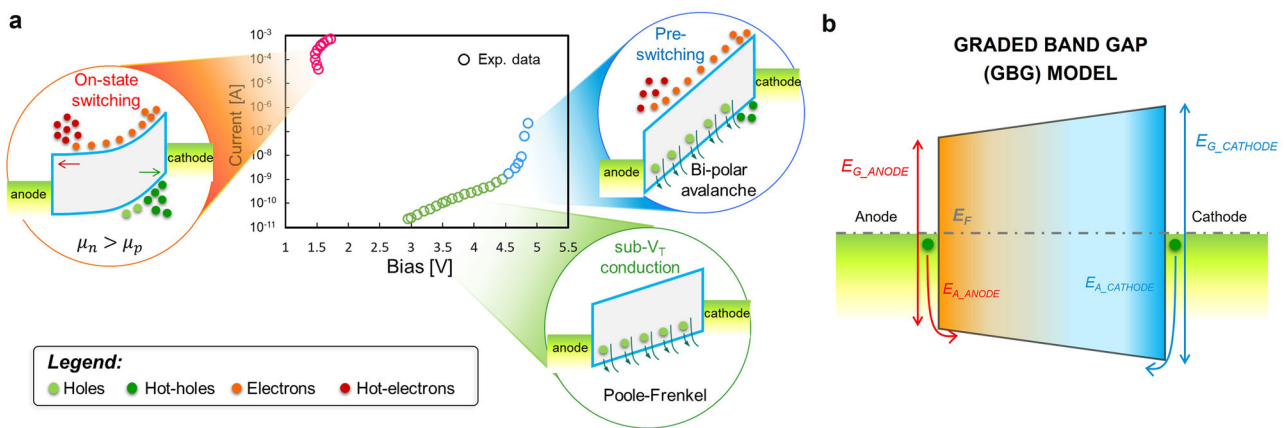 a
On-state
switching
anode
cathode
μn > μp
Current [A]
10-3
10-4
10-5
10-6
10-7
10-8
10-9
10-10
10-11
1 1.5 2 2.5 3 3.5 4 4.5 5 5.5
Bias [V]
Exp. data
Pre-
switching
cathode
anode
Bi-polar
avalanche
sub-VT
conduction
cathode
anode
Poole-Frenkel
Legend:
Holes Hot-holes Electrons Hot-electrons
b
GRADED BAND GAP
(GBG) MODEL
EG_ANODE
EG_CATHODE
Anode
EF
Cathode
EA_ANODE
EA_CATHODE